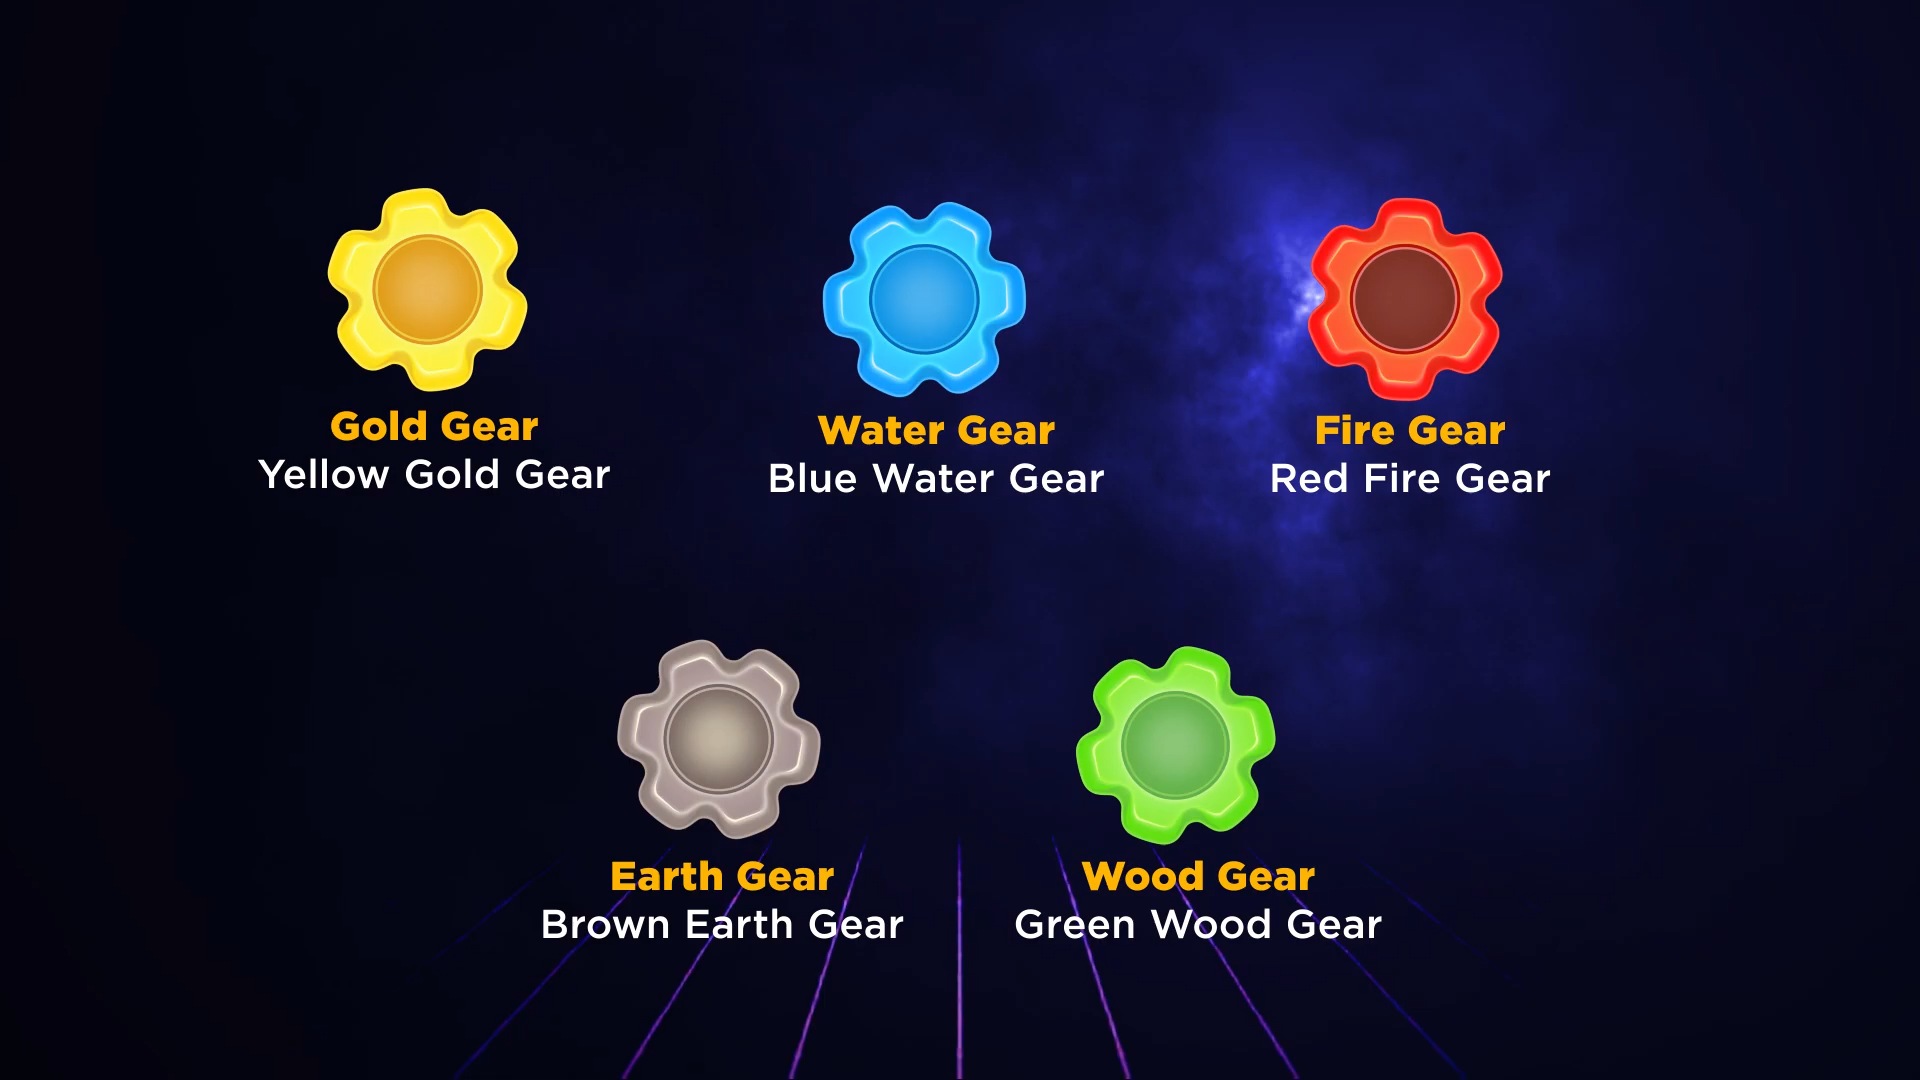 Gold Gear
Yellow Gold Gear
Water Gear
Blue Water Gear
Fire Gear
Red Fire Gear
Earth Gear
Brown Earth Gear
Wood Gear
Green Wood Gear